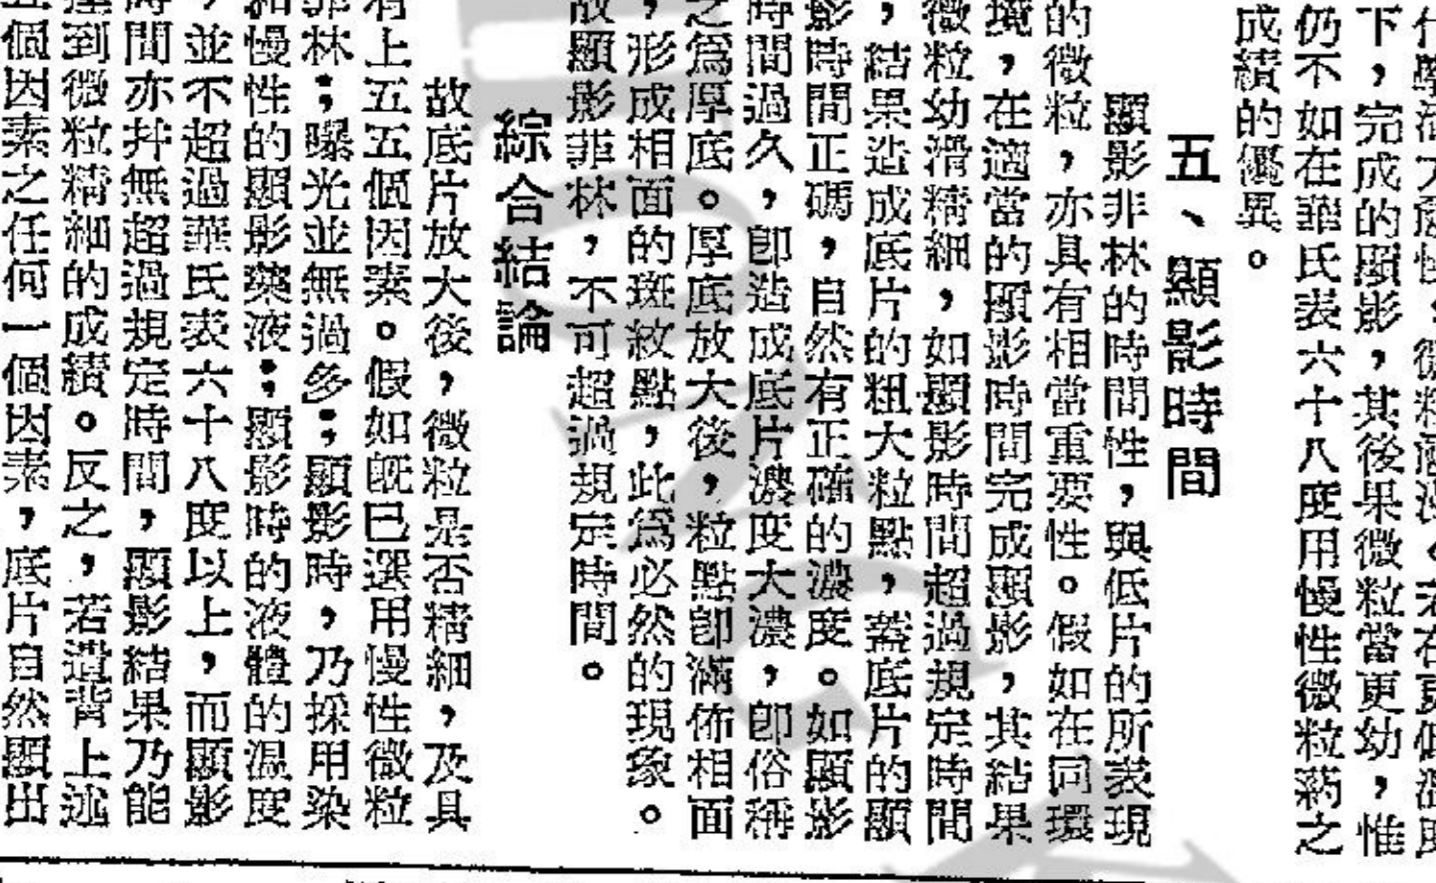 下，完成的顯影，其後果微粒當更幼，惟
仍不如在華氏表六十八度用慢性微粒葯之
成績的優異。
五、顯影時間
顯影非林的時間性，與低片的所表現
的微粒，亦具有相當重要性。假如在同環
境，在適當的顯影時間完成顯影，其結果
微粒幼滑精細，如顯影時間超過規定時間
，結果造成底片的粗大粒點，蓋底片的顯
影時間正碼，自然有正確的濃度。如顯影
時間過久，卽造成底片濃度大濃，卽俗稱
之爲厚底。厚底放大後，粒點卽滿佈相面
，形成相面的斑紋點，此爲必然的現象。
故顯影菲林，不可超過規定時間。
綜合結論
故底片放大後，微粒是否精細，及具
有上五五個因素。假如旣已選用慢性微粒
菲林；曝光並無過多；顯影時，乃採用染
和慢性的顯影藥液；顯影時的液體的溫度
，並不超過華氏表六十八度以上，而顯影
時間亦幷無超過規定時間，顯影結果乃能
達到微粒精細的成績。反之，若違背上述
五個因素之任何一個因素，底片自然顯出